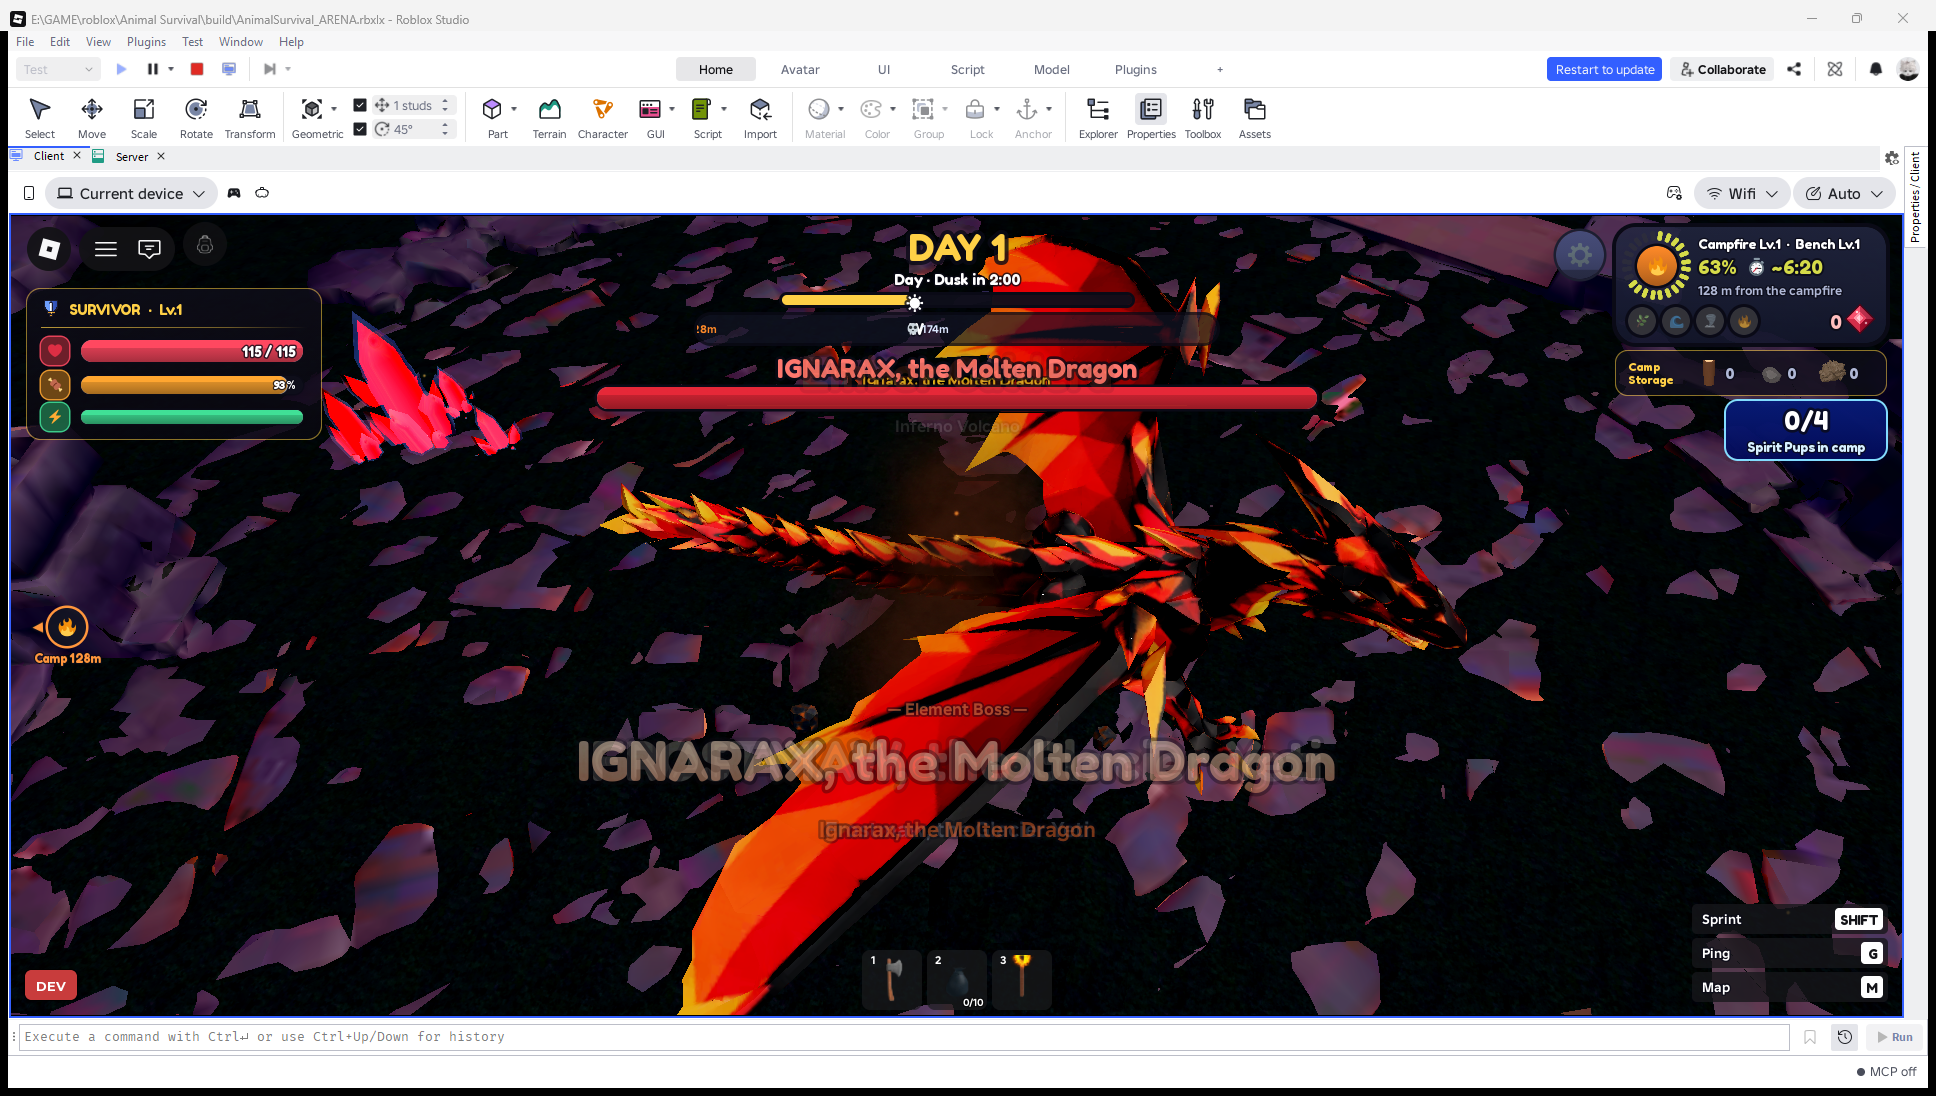 E:\GAME\roblox\Animal Survival\build\AnimalSurvival_ARENA.rbxlx - Roblox Studio
File Edit View Plugins Test Window Help
Test
Home Avatar UI Script Model Plugins +
Restart to update
Collaborate
Select Move Scale Rotate Transform Geometric
1 studs
45°
Part Terrain Character GUI Script Import Material Color Group Lock Anchor Explorer Properties Toolbox Assets
Client
Server
Properties / Client
Current device
Wifi
Auto
DAY 1
Day · Dusk in 2:00
174m
IGNARAX, the Molten Dragon
Ignarax, the Molten Dragon
Inferno Volcano
SURVIVOR · Lv.1
115 / 115
93%
Campfire Lv.1 · Bench Lv.1
63%
~6:20
128 m from the campfire
0
Camp
Storage
0 0 0
0/4
Spirit Pups in camp
Camp 128m
— Element Boss —
IGNARAX, the Molten Dragon
Ignarax, the Molten Dragon
1 2 3
0/10
Sprint SHIFT
Ping G
Map M
DEV
Execute a command with Ctrl↵ or use Ctrl+Up/Down for history
Run
MCP off